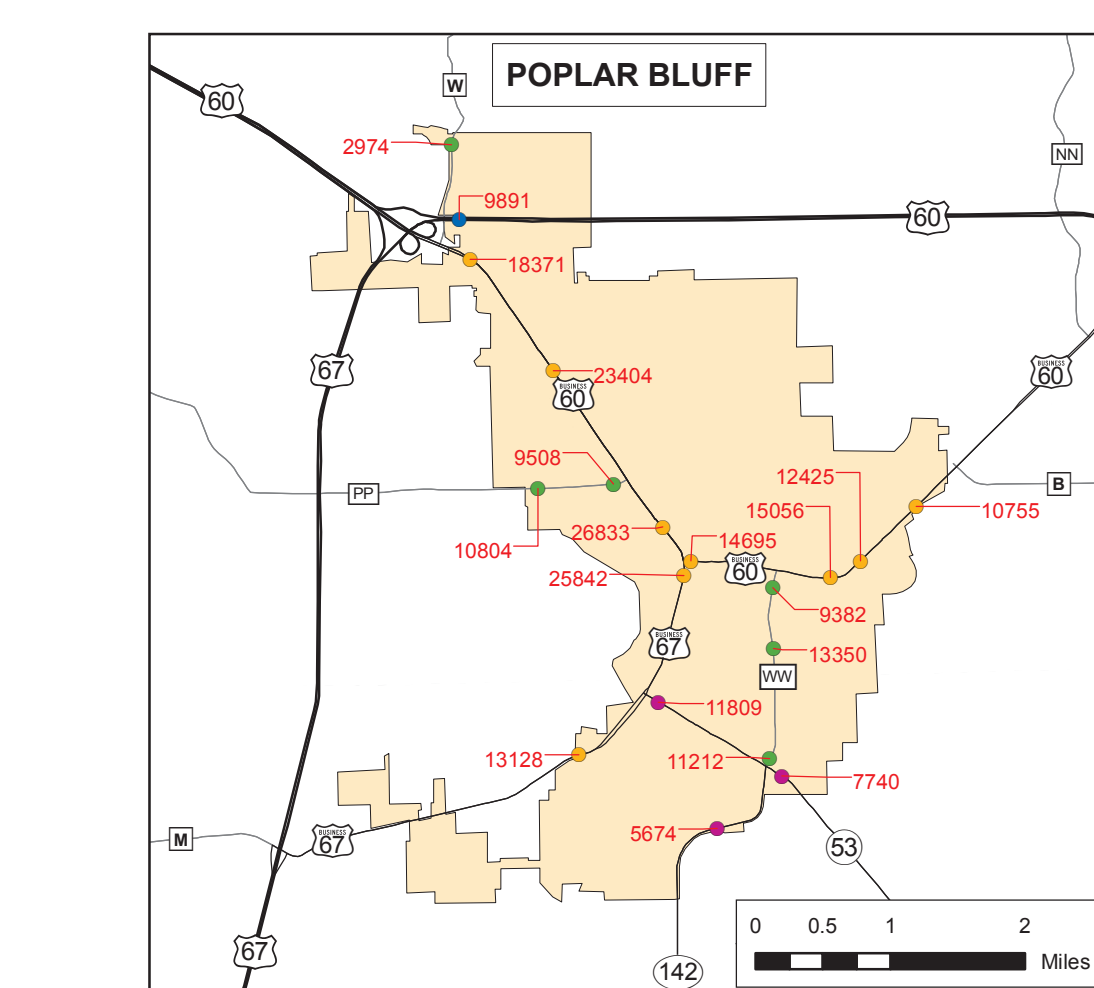 POPLAR BLUFF
W
60
2974
NN
9891
60
18371
67
23404
BUSINESS
60
60
9508
12425
PP
B
15056
10755
26833
14695
10804
BUSINESS
60
25842
9382
BUSINESS
67
13350
WW
11809
13128
11212
7740
5674
M
BUSINESS
67
53
0 0.5 1 2
Miles
67
142